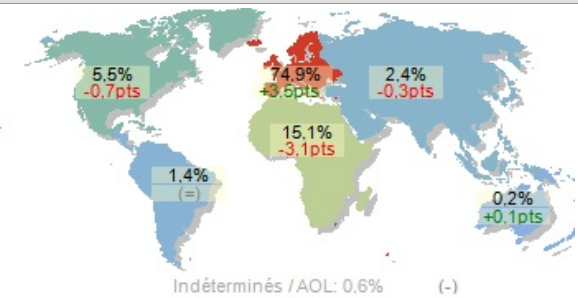 5,5%
-0,7pts
74,9%
+3,5pts
2,4%
-0,3pts
15,1%
-3,1pts
1,4%
(=)
0,2%
+0,1pts
Indéterminés / AOL: 0,6% (-)